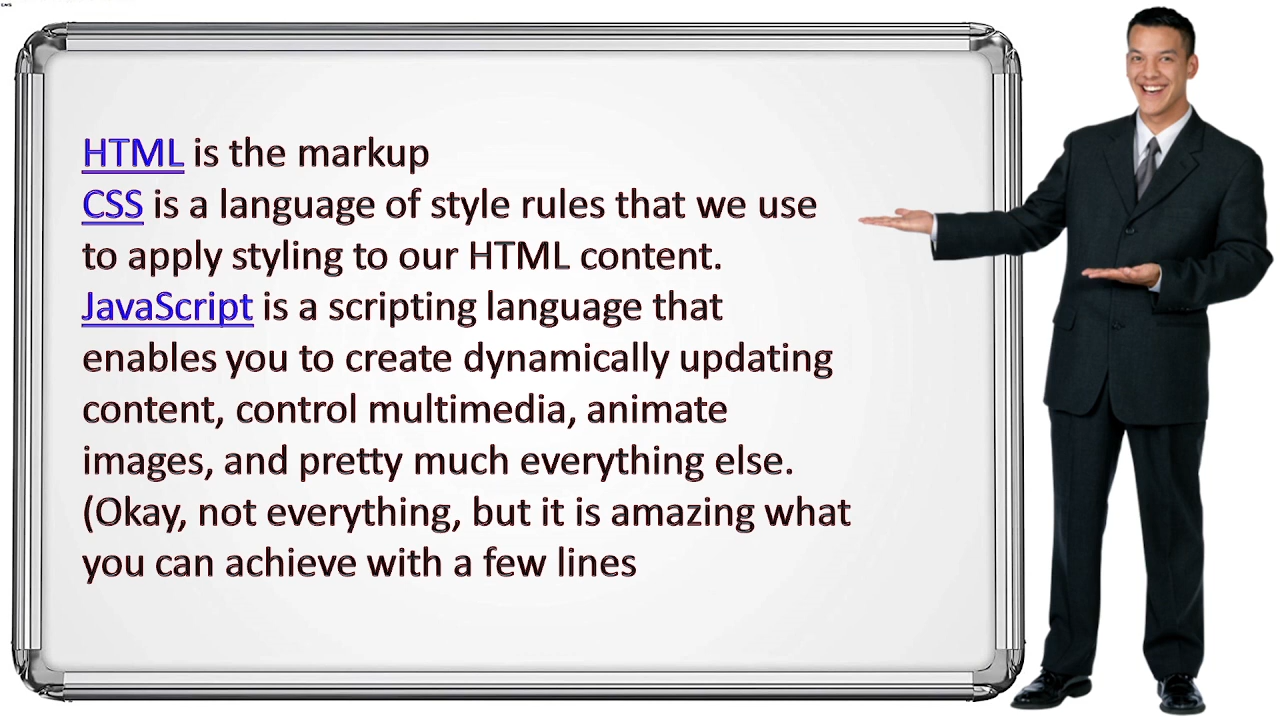 HTML is the markup
CSS is a language of style rules that we use
to apply styling to our HTML content.
JavaScript is a scripting language that
enables you to create dynamically updating
content, control multimedia, animate
images, and pretty much everything else.
(Okay, not everything, but it is amazing what
you can achieve with a few lines